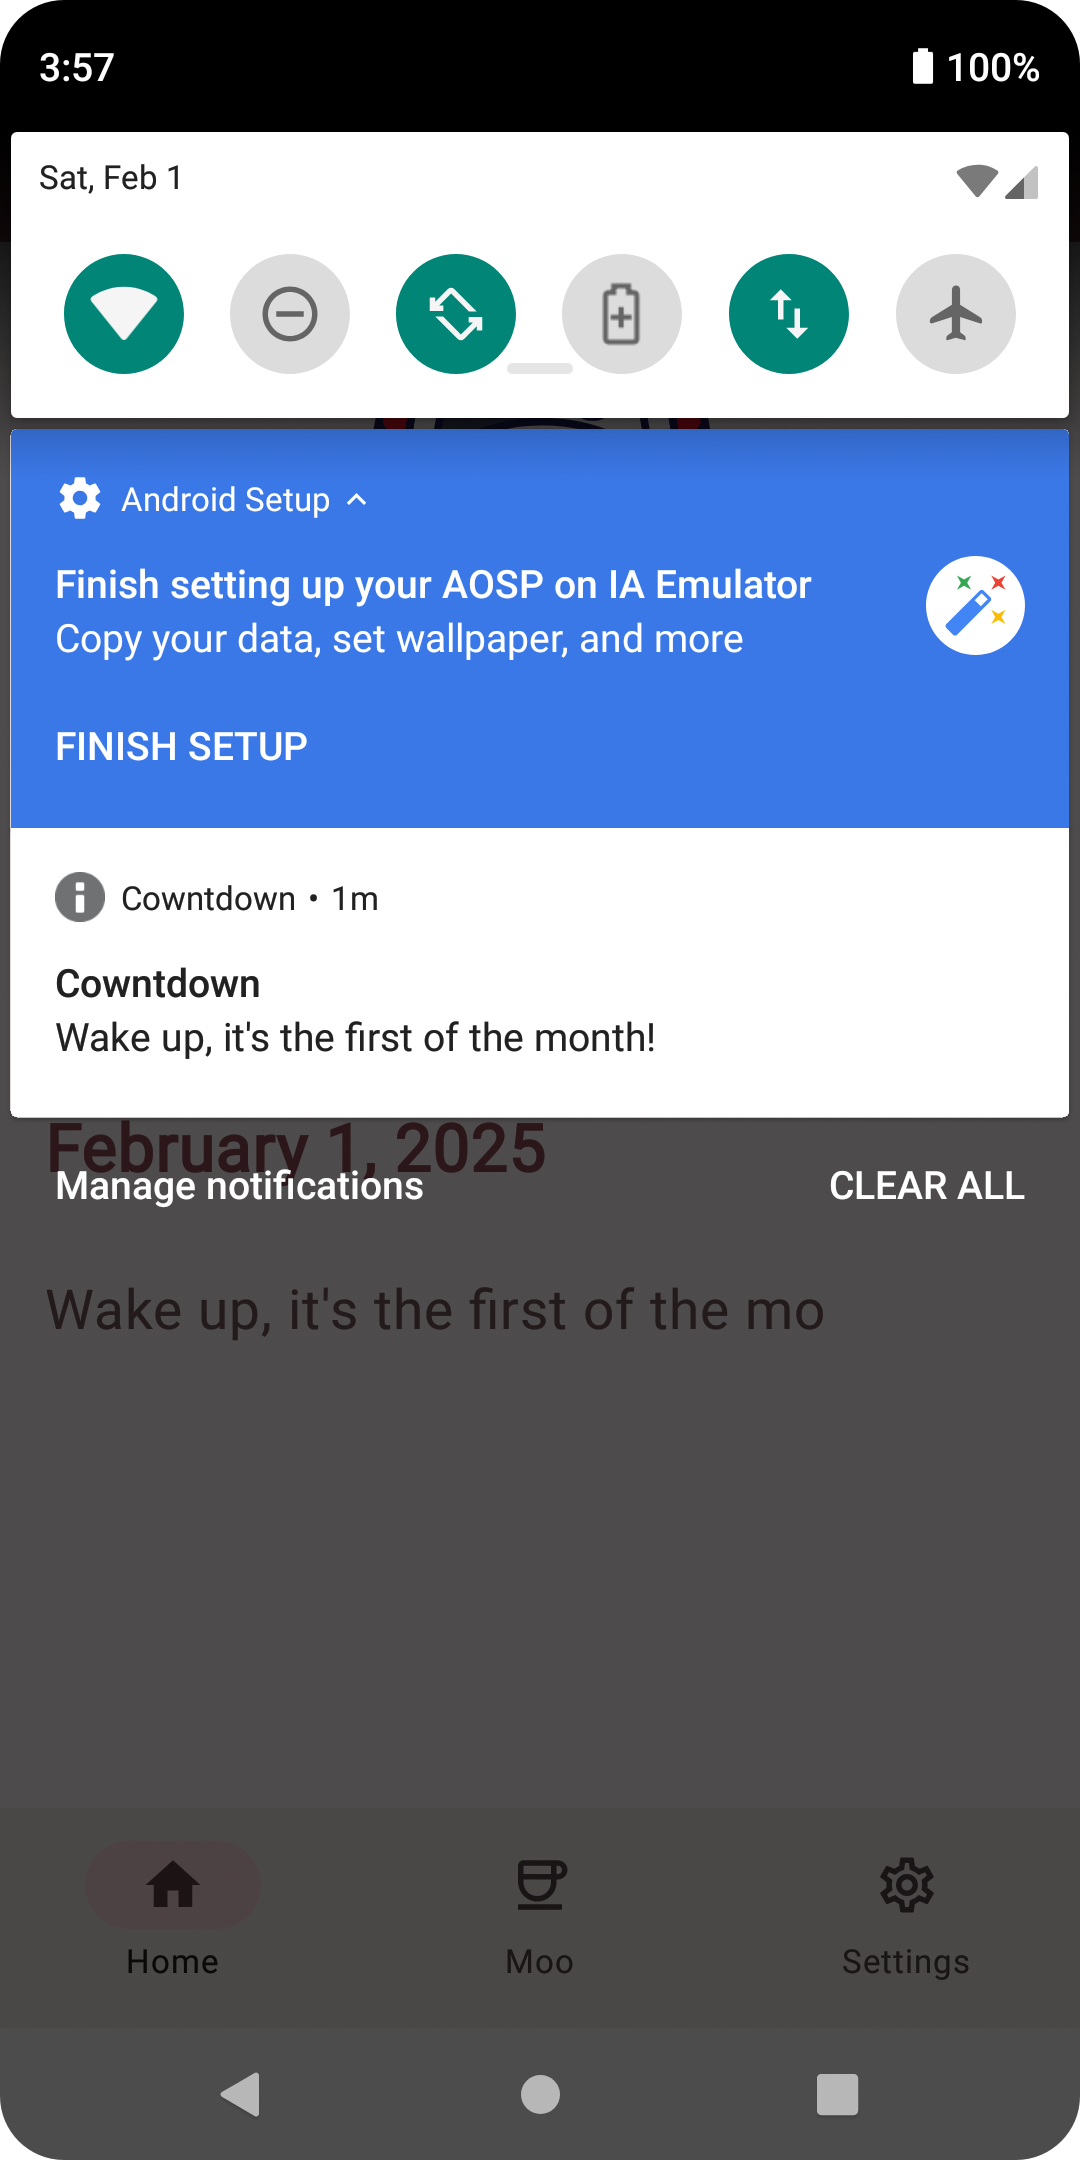 3:57
100%
Sat, Feb 1
Android Setup
Finish setting up your AOSP on IA Emulator
Copy your data, set wallpaper, and more
FINISH SETUP
Cowntdown • 1m
Cowntdown
Wake up, it's the first of the month!
February 1, 2025
Manage notifications
CLEAR ALL
Wake up, it's the first of the mo
Home
Moo
Settings